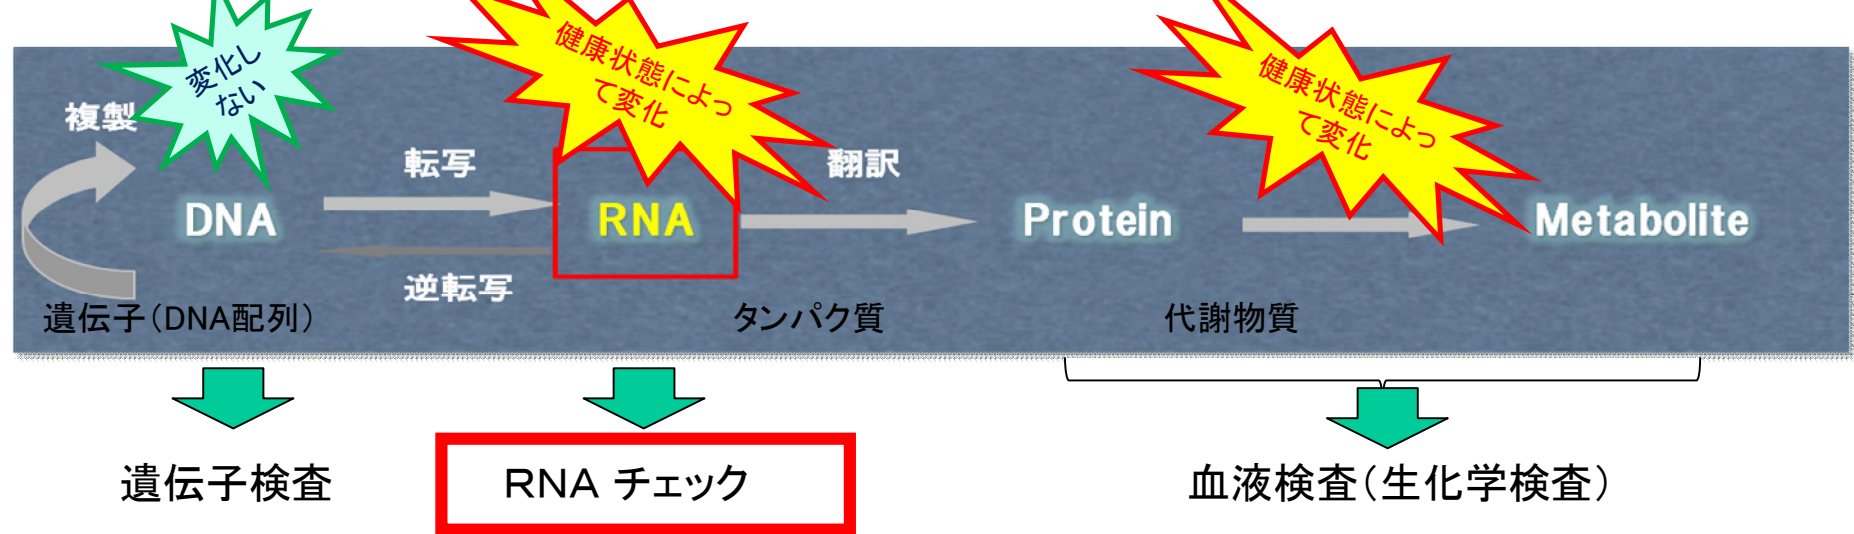 変化し
ない
健康状態によっ
て変化
健康状態によっ
て変化
複製
転写
翻訳
DNA
RNA
Protein
Metabolite
逆転写
遺伝子（DNA配列）
タンパク質
代謝物質
遺伝子検査
ＲＮＡ チェック
血液検査（生化学検査）